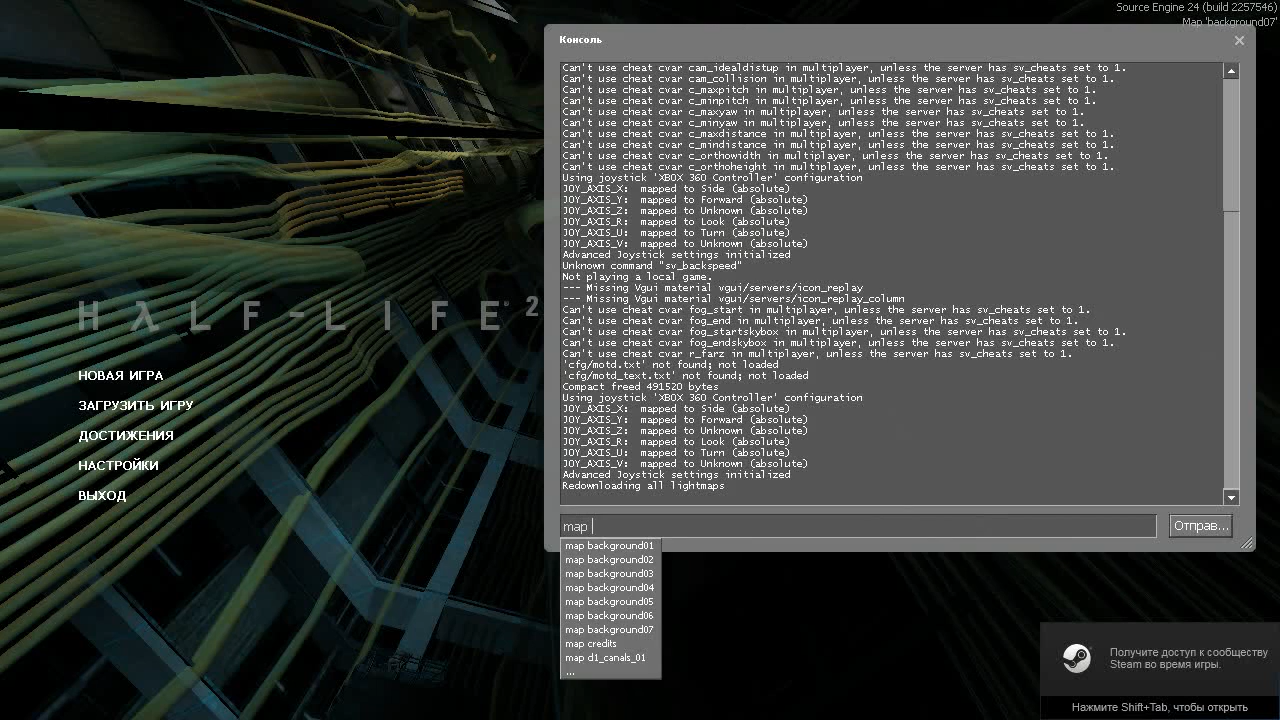 Source Engine 24 (build 2257546)
Map 'background07'
Консоль
Can't use cheat cvar cam_idealdistup in multiplayer, unless the server has sv_cheats set to 1.
Can't use cheat cvar cam_collision in multiplayer, unless the server has sv_cheats set to 1.
Can't use cheat cvar c_maxpitch in multiplayer, unless the server has sv_cheats set to 1.
Can't use cheat cvar c_minpitch in multiplayer, unless the server has sv_cheats set to 1.
Can't use cheat cvar c_maxyaw in multiplayer, unless the server has sv_cheats set to 1.
Can't use cheat cvar c_minyaw in multiplayer, unless the server has sv_cheats set to 1.
Can't use cheat cvar c_maxdistance in multiplayer, unless the server has sv_cheats set to 1.
Can't use cheat cvar c_mindistance in multiplayer, unless the server has sv_cheats set to 1.
Can't use cheat cvar c_orthowidth in multiplayer, unless the server has sv_cheats set to 1.
Can't use cheat cvar c_orthoheight in multiplayer, unless the server has sv_cheats set to 1.
Using joystick 'XBOX 360 Controller' configuration
JOY_AXIS_X:  mapped to Side (absolute)
JOY_AXIS_Y:  mapped to Forward (absolute)
JOY_AXIS_Z:  mapped to Unknown (absolute)
JOY_AXIS_R:  mapped to Look (absolute)
JOY_AXIS_U:  mapped to Turn (absolute)
JOY_AXIS_V:  mapped to Unknown (absolute)
Advanced Joystick settings initialized
Unknown command "sv_backspeed"
Not playing a local game.
--- Missing Vgui material vgui/servers/icon_replay
--- Missing Vgui material vgui/servers/icon_replay_column
Can't use cheat cvar fog_start in multiplayer, unless the server has sv_cheats set to 1.
Can't use cheat cvar fog_end in multiplayer, unless the server has sv_cheats set to 1.
Can't use cheat cvar fog_startskybox in multiplayer, unless the server has sv_cheats set to 1.
Can't use cheat cvar fog_endskybox in multiplayer, unless the server has sv_cheats set to 1.
Can't use cheat cvar r_farz in multiplayer, unless the server has sv_cheats set to 1.
'cfg/motd.txt' not found; not loaded
'cfg/motd_text.txt' not found; not loaded
Compact freed 491520 bytes
Using joystick 'XBOX 360 Controller' configuration
JOY_AXIS_X:  mapped to Side (absolute)
JOY_AXIS_Y:  mapped to Forward (absolute)
JOY_AXIS_Z:  mapped to Unknown (absolute)
JOY_AXIS_R:  mapped to Look (absolute)
JOY_AXIS_U:  mapped to Turn (absolute)
JOY_AXIS_V:  mapped to Unknown (absolute)
Advanced Joystick settings initialized
Redownloading all lightmaps
map
Отправ...
map background01
map background02
map background03
map background04
map background05
map background06
map background07
map credits
map d1_canals_01
...
HλLF-LIFE² 
НОВАЯ ИГРА
ЗАГРУЗИТЬ ИГРУ
ДОСТИЖЕНИЯ
НАСТРОЙКИ
ВЫХОД
Получите доступ к сообществу
Steam во время игры.
Нажмите Shift+Tab, чтобы открыть